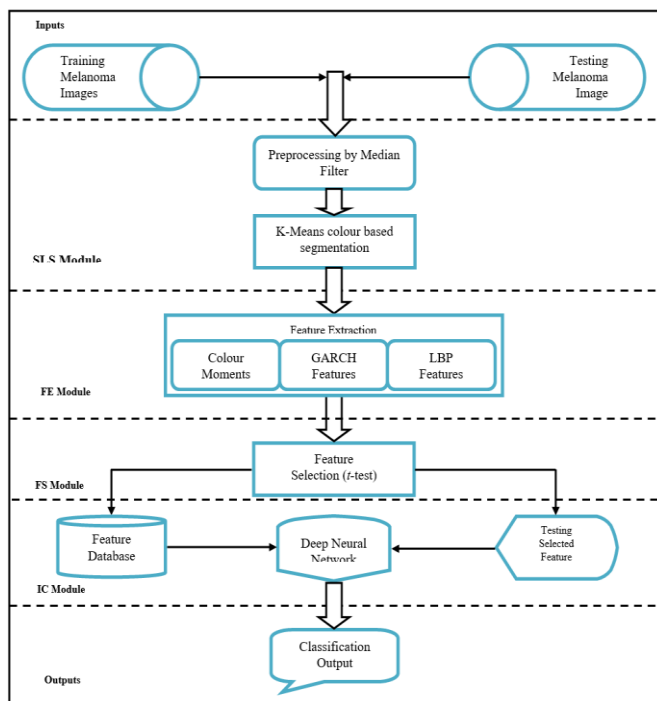 Inputs
Training
Melanoma
Images
Testing
Melanoma
Image
Preprocessing by Median
Filter
K-Means colour based
segmentation
SLS Module
Feature Extraction
Colour
Moments
GARCH
Features
LBP
Features
FE Module
Feature
Selection (t-test)
FS Module
Feature
Database
Deep Neural
Network
Testing
Selected
Feature
IC Module
Classification
Output
Outputs